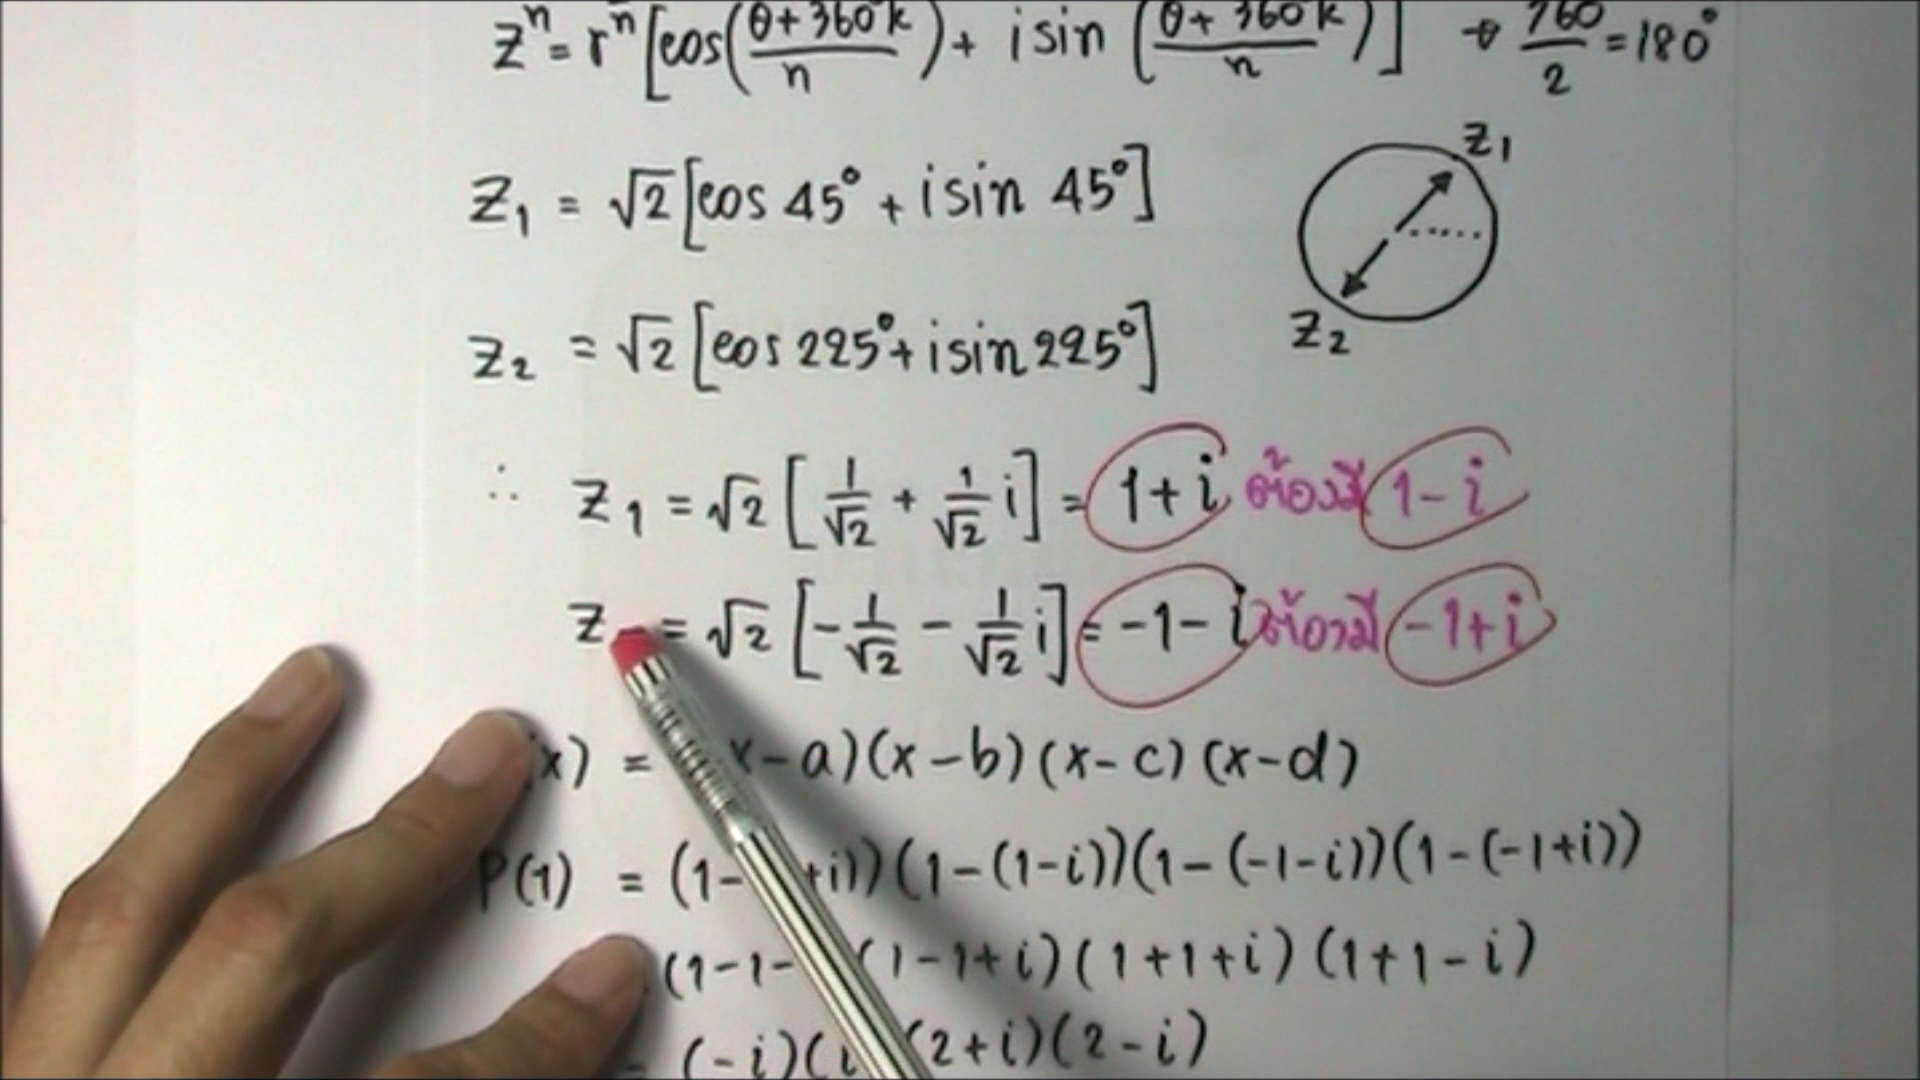 zⁿ = rⁿ [cos(θ+360°k / n) + i sin (θ+360°k / n)] → 360/2 = 180°
z₁ = √2 [cos 45° + i sin 45°]
z₁
z₂ = √2 [cos 225° + i sin 225°]
z₂
∴ z₁ = √2 [1/√2 + 1/√2 i] = 1+i ต้องมี 1-i
z = √2 [-1/√2 - 1/√2 i] = -1-i ต้องมี -1+i
(x) = x-a)(x-b)(x-c)(x-d)
P(1) = (1- +i))(1-(1-i))(1-(-1-i))(1-(-1+i))
(1-1- (1-1+i)(1+1+i)(1+1-i)
= (-i)(i (2+i)(2-i)